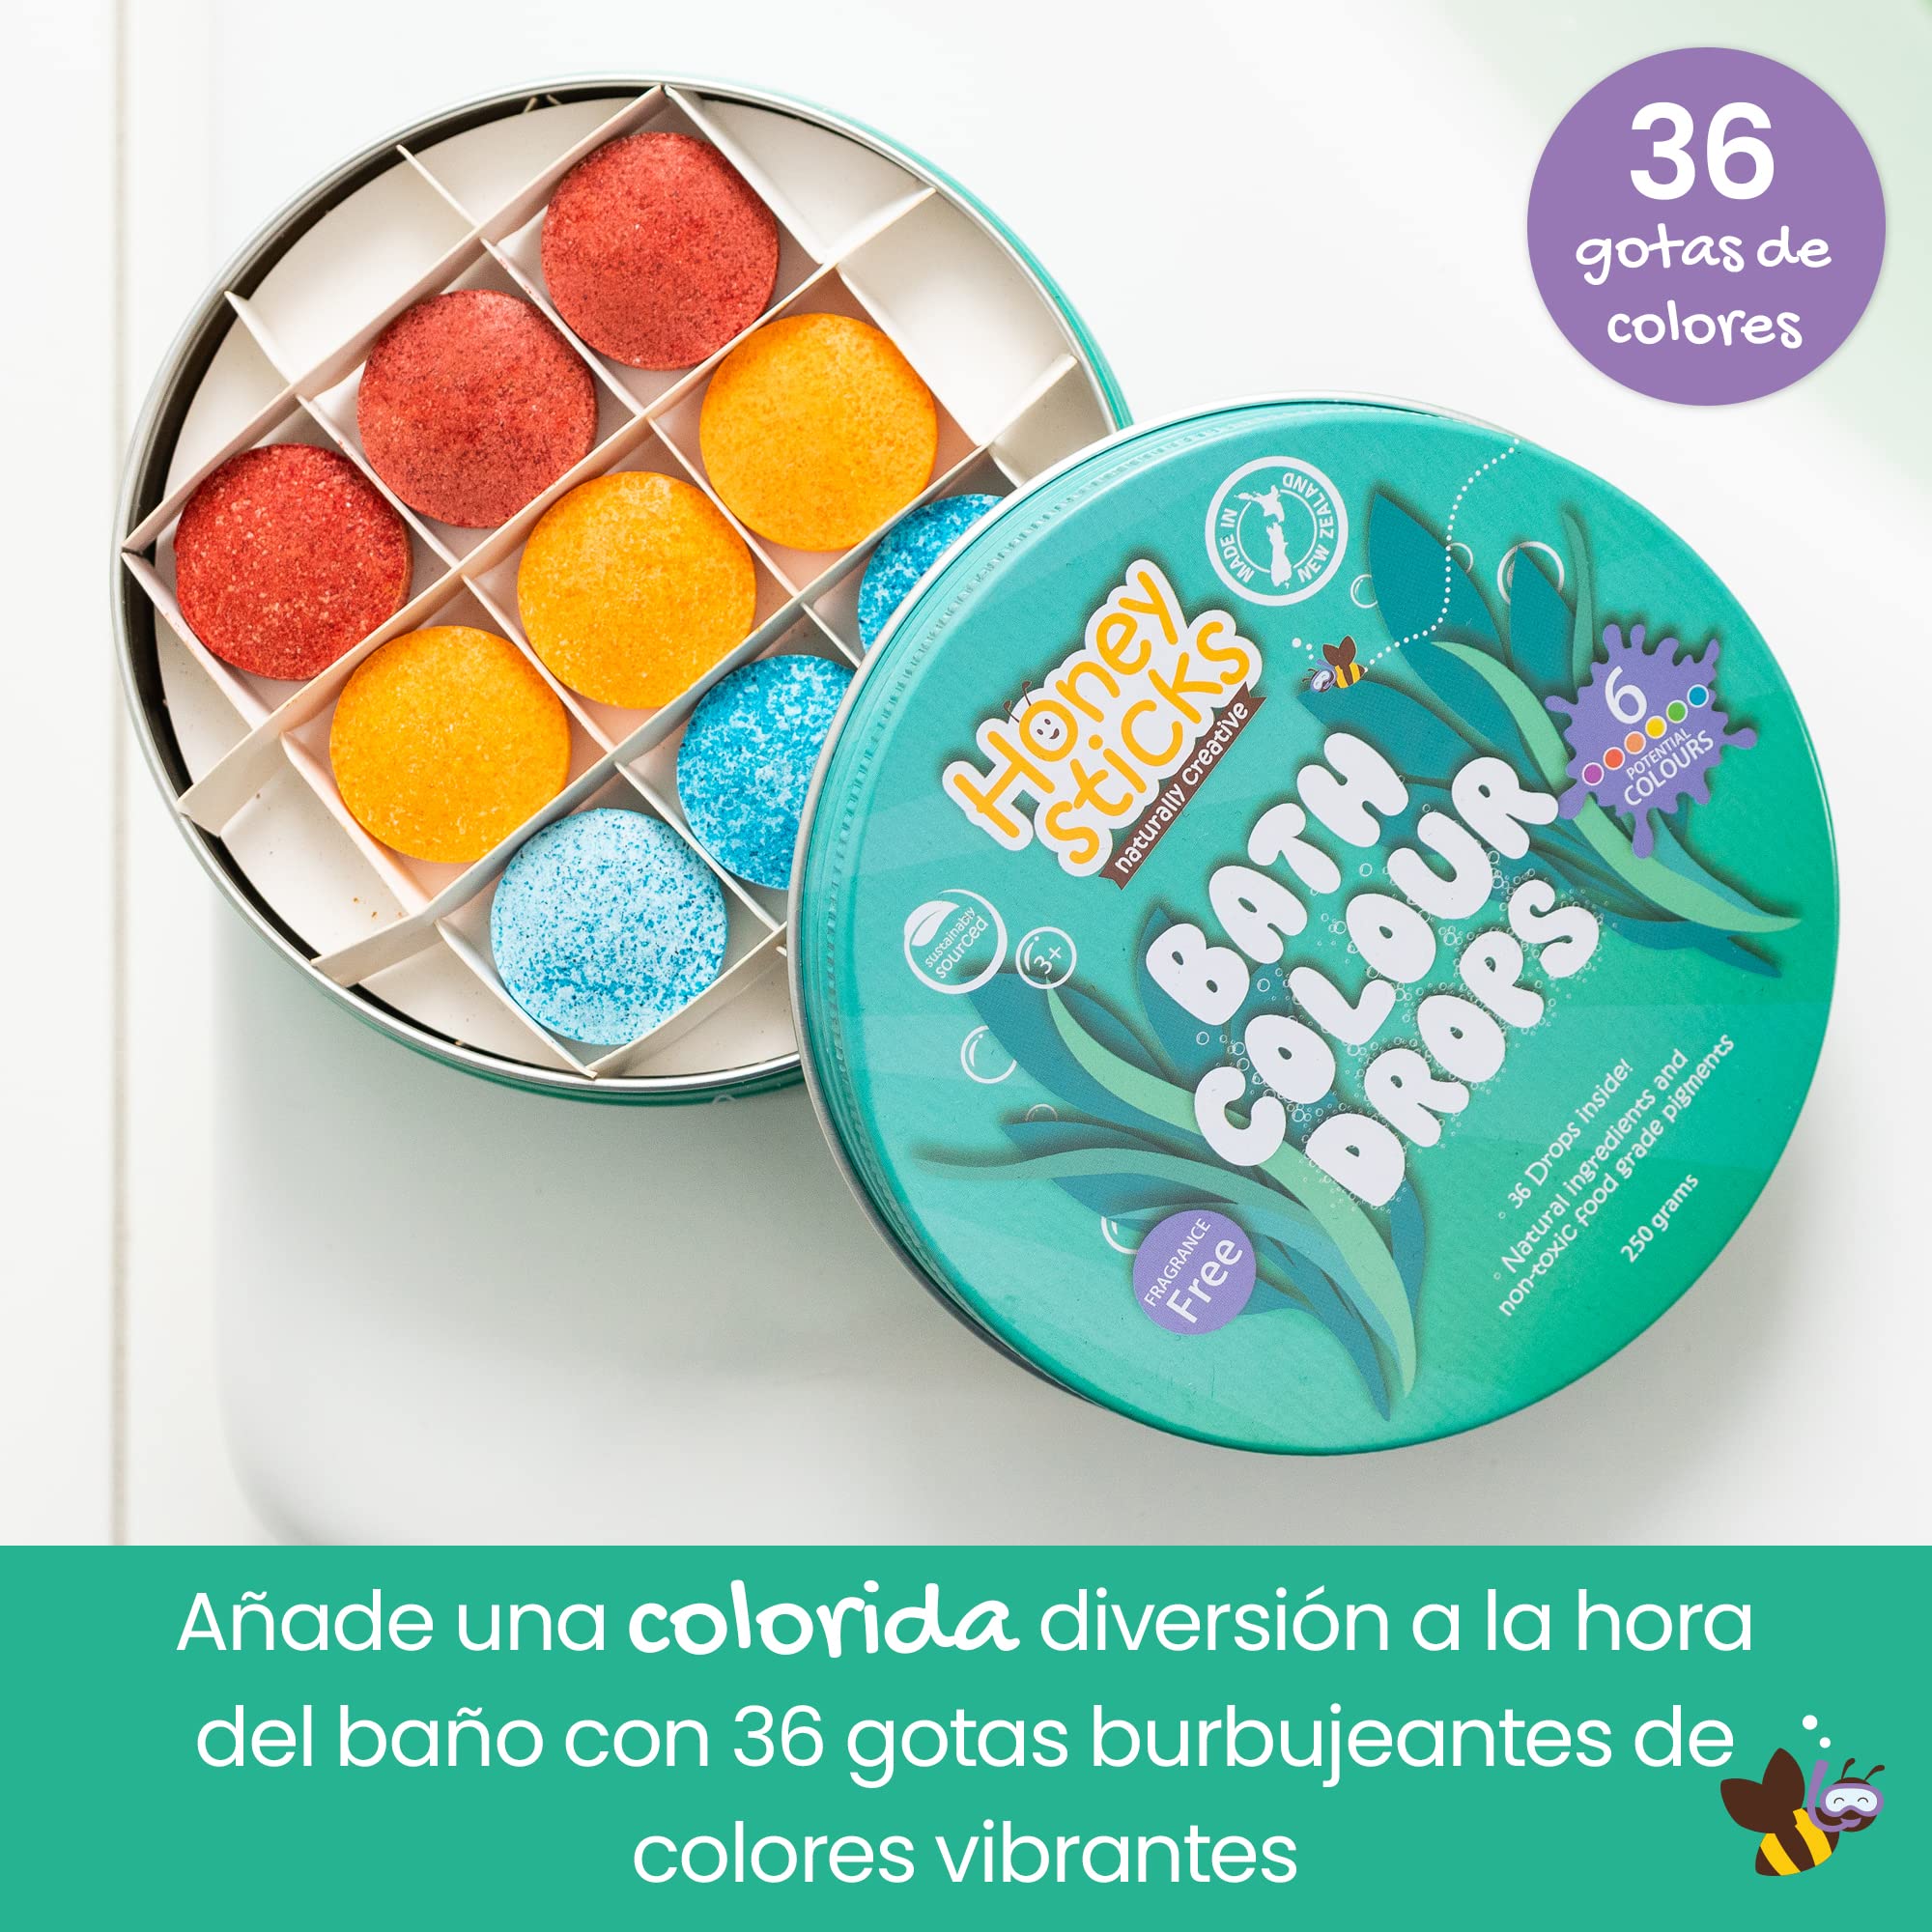 36
gotas de
colores
MADE IN NEW ZEALAND
Honey
sticks
naturally creative
6
POTENTIAL
COLOURS
BATH
COLOUR
DROPS
sustainably
sourced
3+
36 Drops inside!
Natural ingredients and
non-toxic food grade pigments
250 grams
FRAGRANCE
Free
Añade una colorida diversión a la hora
del baño con 36 gotas burbujeantes de
colores vibrantes